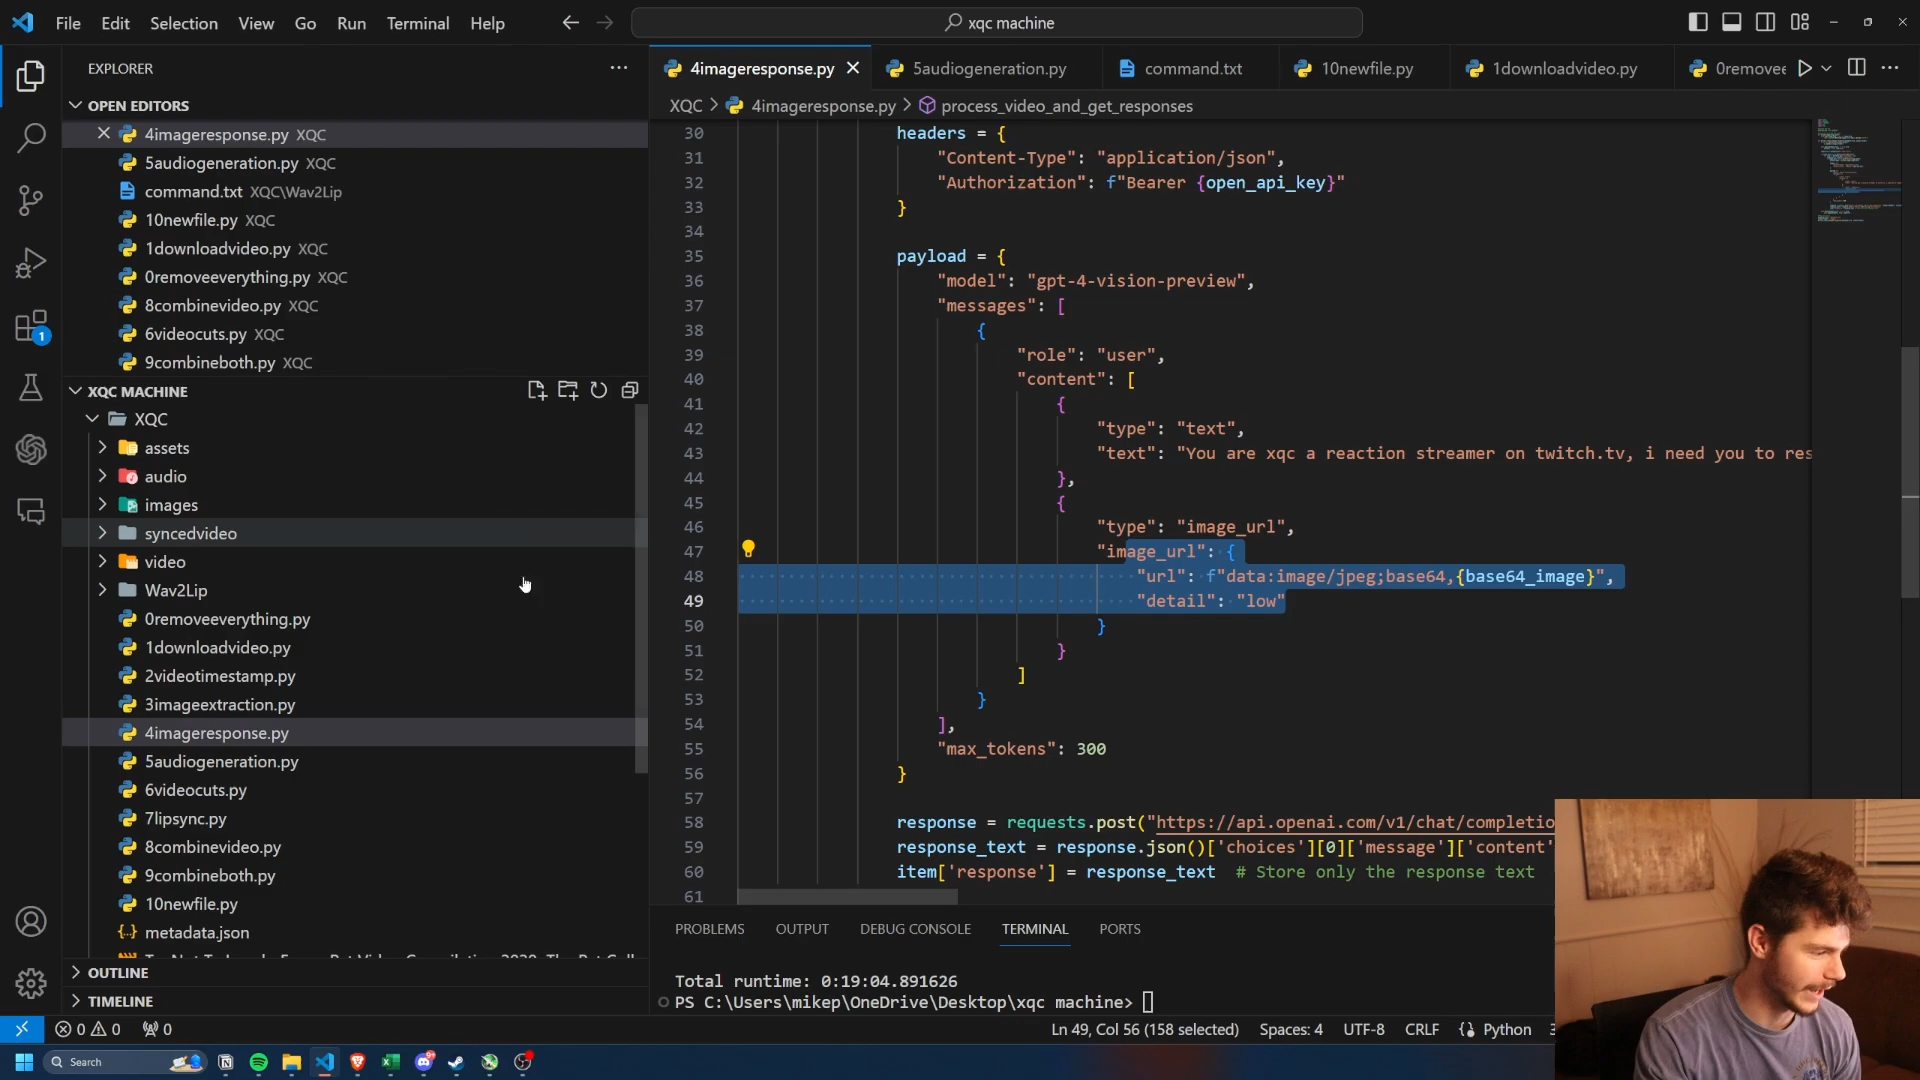 File Edit Selection View Go Run Terminal Help
xqc machine
EXPLORER
OPEN EDITORS
4imageresponse.py XQC
5audiogeneration.py XQC
command.txt XQC\Wav2Lip
10newfile.py XQC
1downloadvideo.py XQC
0removeeverything.py XQC
8combinevideo.py XQC
6videocuts.py XQC
9combineboth.py XQC
XQC MACHINE
XQC
assets
audio
images
syncedvideo
video
Wav2Lip
0removeeverything.py
1downloadvideo.py
2videotimestamp.py
3imageextraction.py
4imageresponse.py
5audiogeneration.py
6videocuts.py
7lipsync.py
8combinevideo.py
9combineboth.py
10newfile.py
metadata.json
OUTLINE
TIMELINE
1
4imageresponse.py 5audiogeneration.py command.txt 10newfile.py 1downloadvideo.py 0removee
XQC > 4imageresponse.py > process_video_and_get_responses
30 headers = {
31 "Content-Type": "application/json",
32 "Authorization": f"Bearer {open_api_key}"
33 }
34
35 payload = {
36 "model": "gpt-4-vision-preview",
37 "messages": [
38 {
39 "role": "user",
40 "content": [
41 {
42 "type": "text",
43 "text": "You are xqc a reaction streamer on twitch.tv, i need you to res
44 },
45 {
46 "type": "image_url",
47 "image_url": {
48 "url": f"data:image/jpeg;base64,{base64_image}",
49 "detail": "low"
50 }
51 }
52 ]
53 }
54 ],
55 "max_tokens": 300
56 }
57
58 response = requests.post("https://api.openai.com/v1/chat/completio
59 response_text = response.json()['choices'][0]['message']['content'
60 item['response'] = response_text # Store only the response text
61
PROBLEMS OUTPUT DEBUG CONSOLE TERMINAL PORTS
Total runtime: 0:19:04.891626
PS C:\Users\mikep\OneDrive\Desktop\xqc machine>
0 0 0 Ln 49, Col 56 (158 selected) Spaces: 4 UTF-8 CRLF Python 3
Search